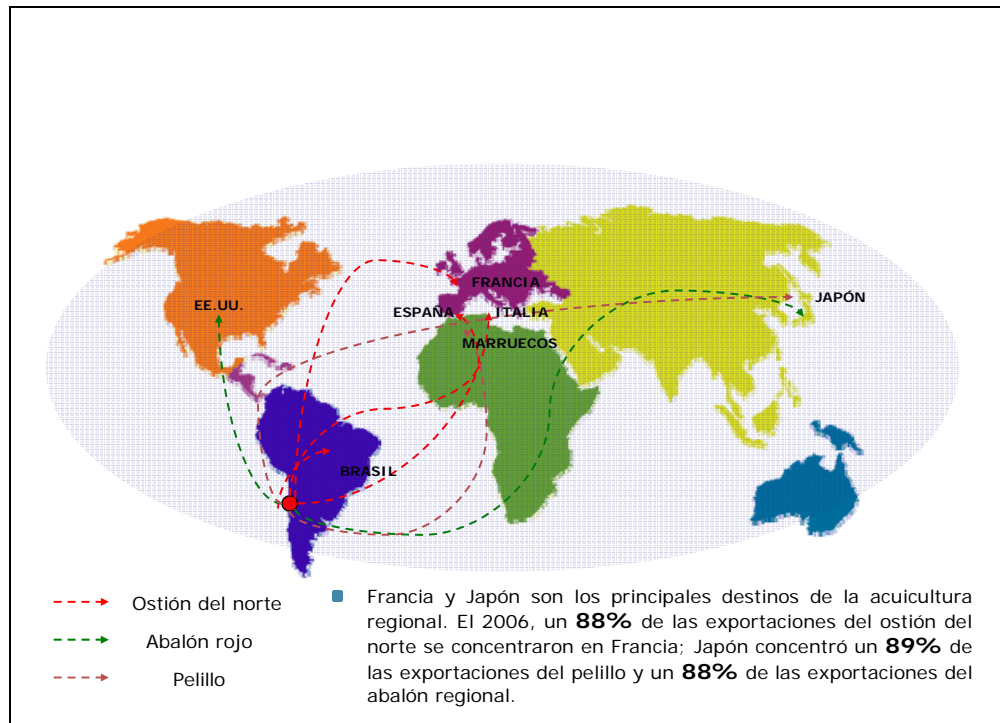 FRANCIA
EE.UU.
ESPAÑA
ITALIA
JAPÓN
MARRUECOS
BRASIL
Ostión del norte
Abalón rojo
Pelillo
Francia y Japón son los principales destinos de la acuicultura
regional. El 2006, un 88% de las exportaciones del ostión del
norte se concentraron en Francia; Japón concentró un 89% de
las exportaciones del pelillo y un 88% de las exportaciones del
abalón regional.